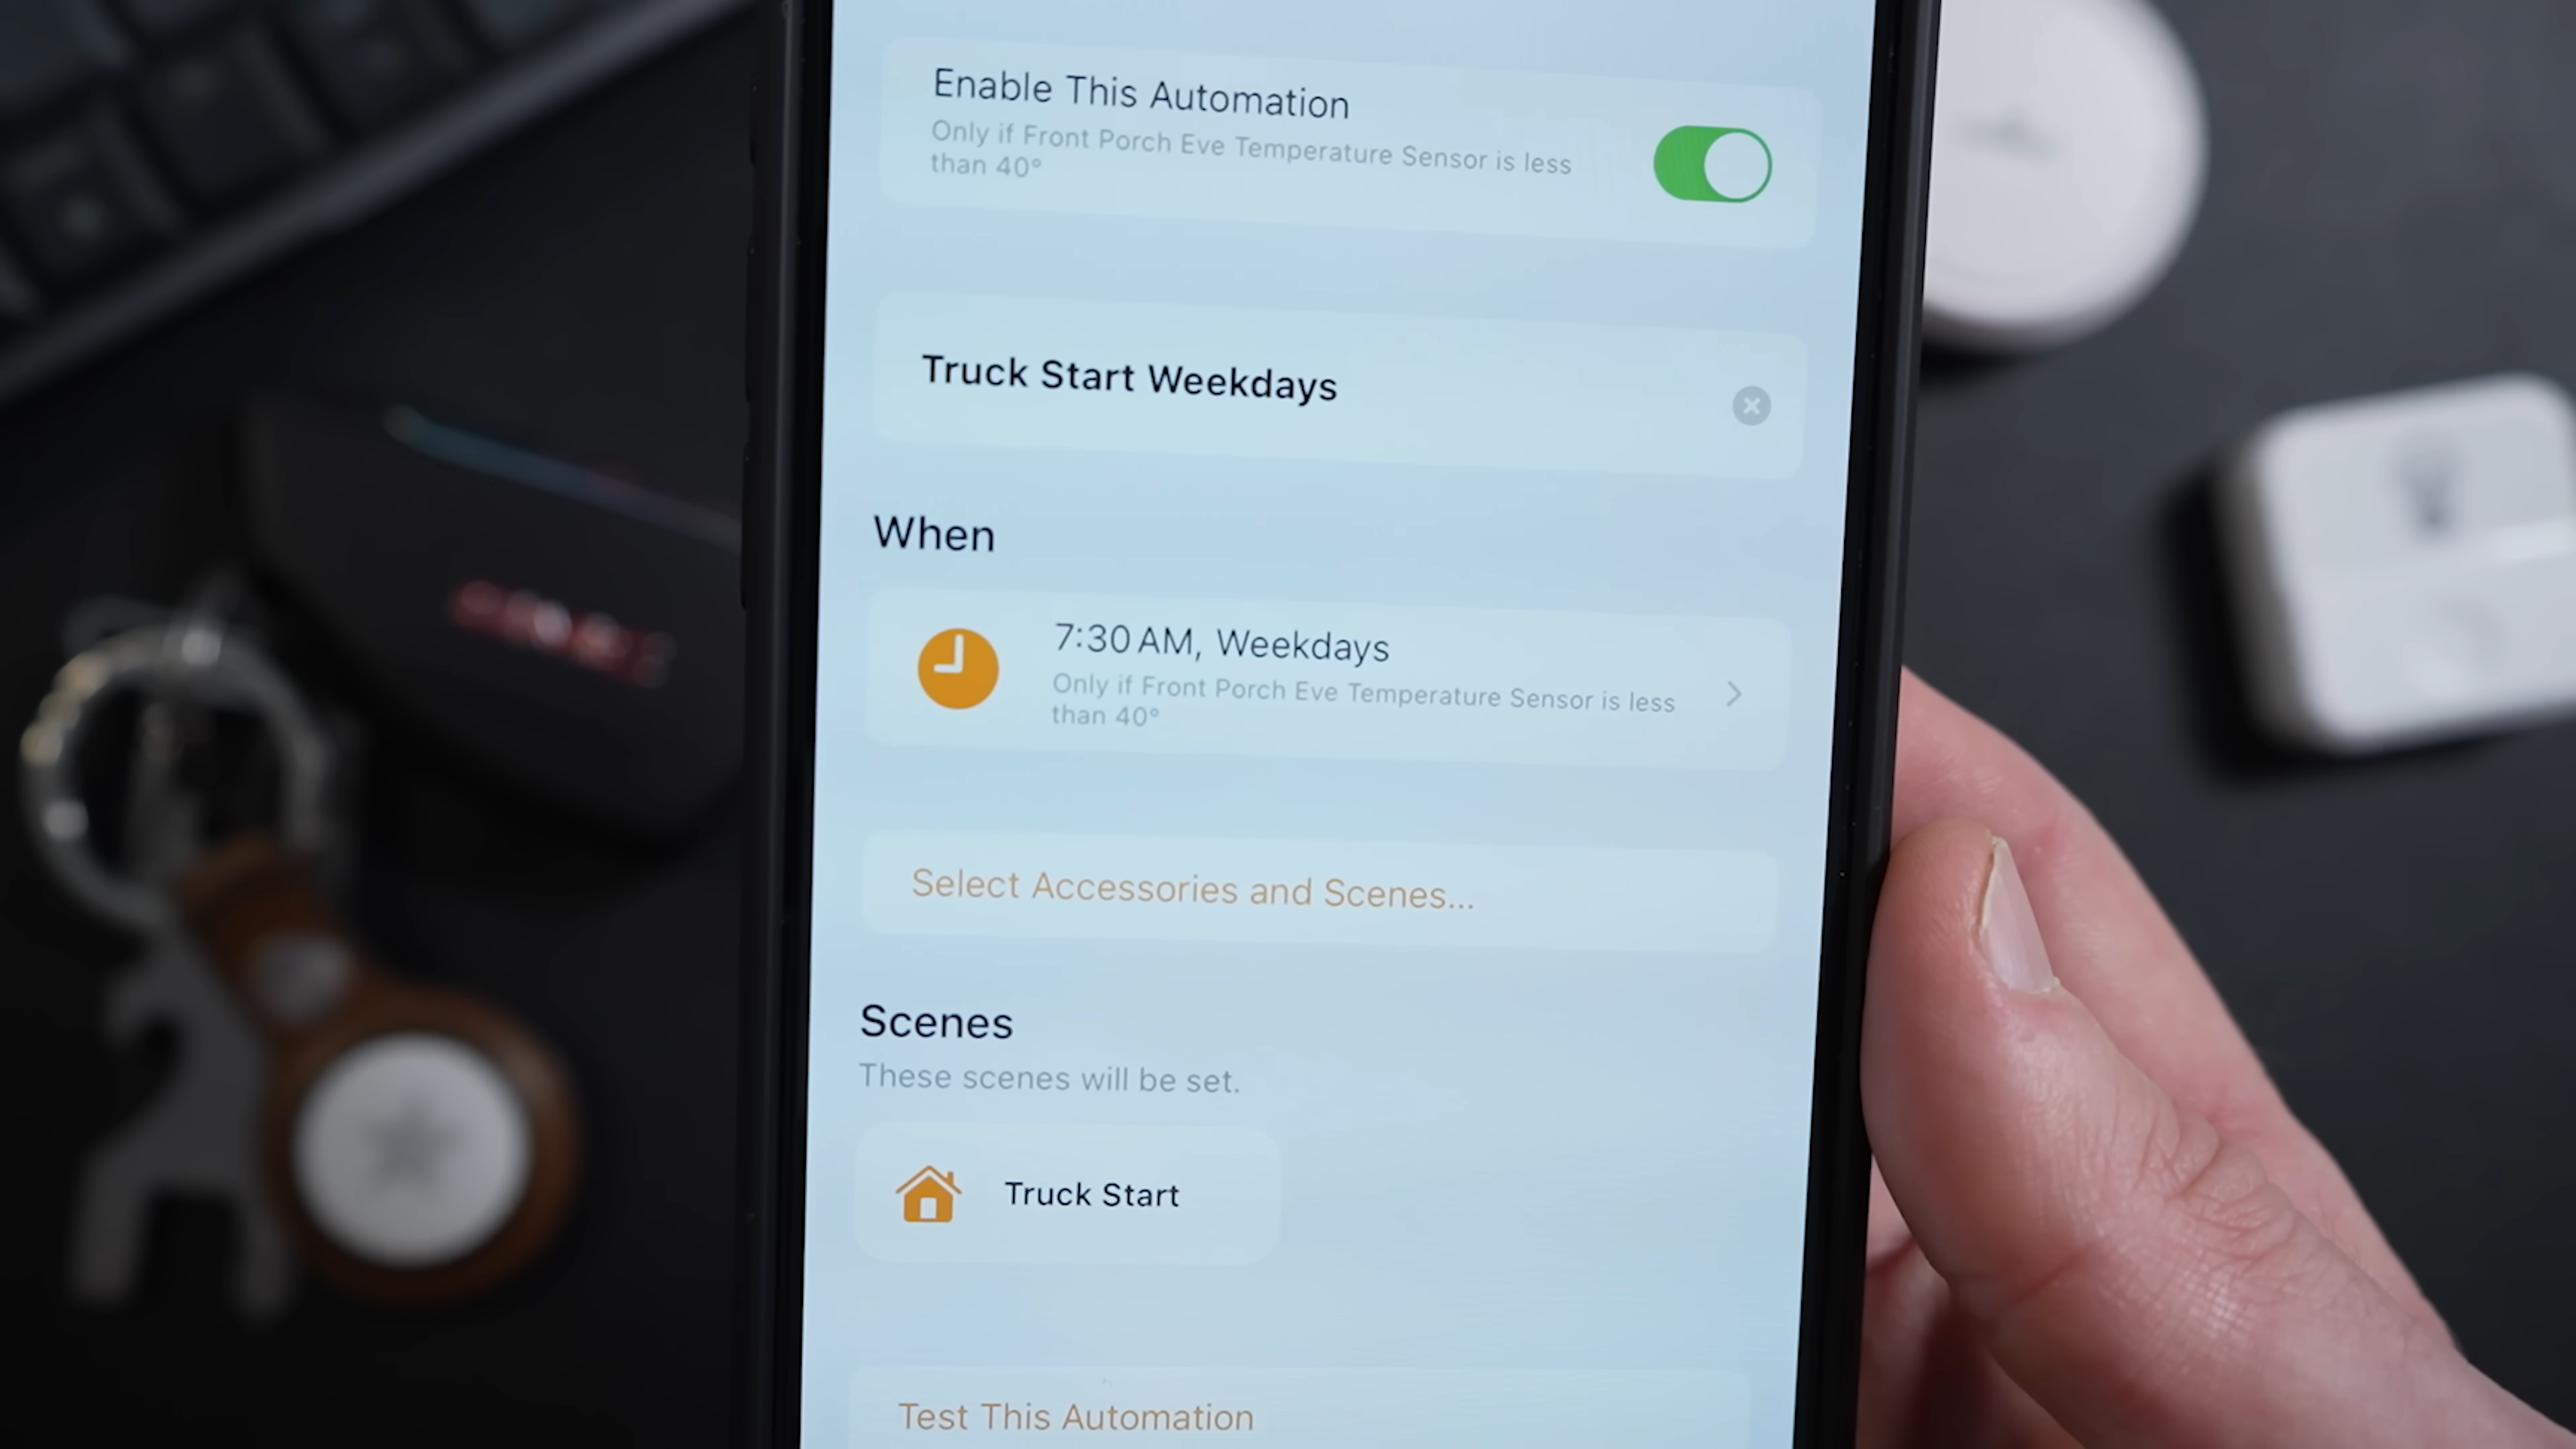 Enable This Automation
Only if Front Porch Eve Temperature Sensor is less
than 40°
Truck Start Weekdays
When
7:30 AM, Weekdays
Only if Front Porch Eve Temperature Sensor is less
than 40°
Select Accessories and Scenes...
Scenes
These scenes will be set.
Truck Start
Test This Automation